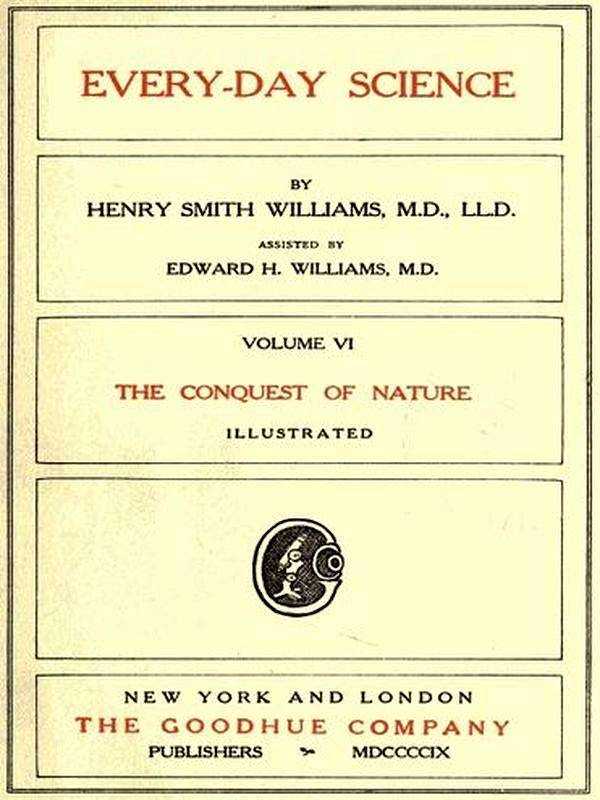 EVERY-DAY SCIENCE
BY
HENRY SMITH WILLIAMS, M.D., LL.D.
ASSISTED BY
EDWARD H. WILLIAMS, M.D.
VOLUME VI
THE CONQUEST OF NATURE
ILLUSTRATED
NEW YORK AND LONDON
THE GOODHUE COMPANY
PUBLISHERS MDCCCCIX